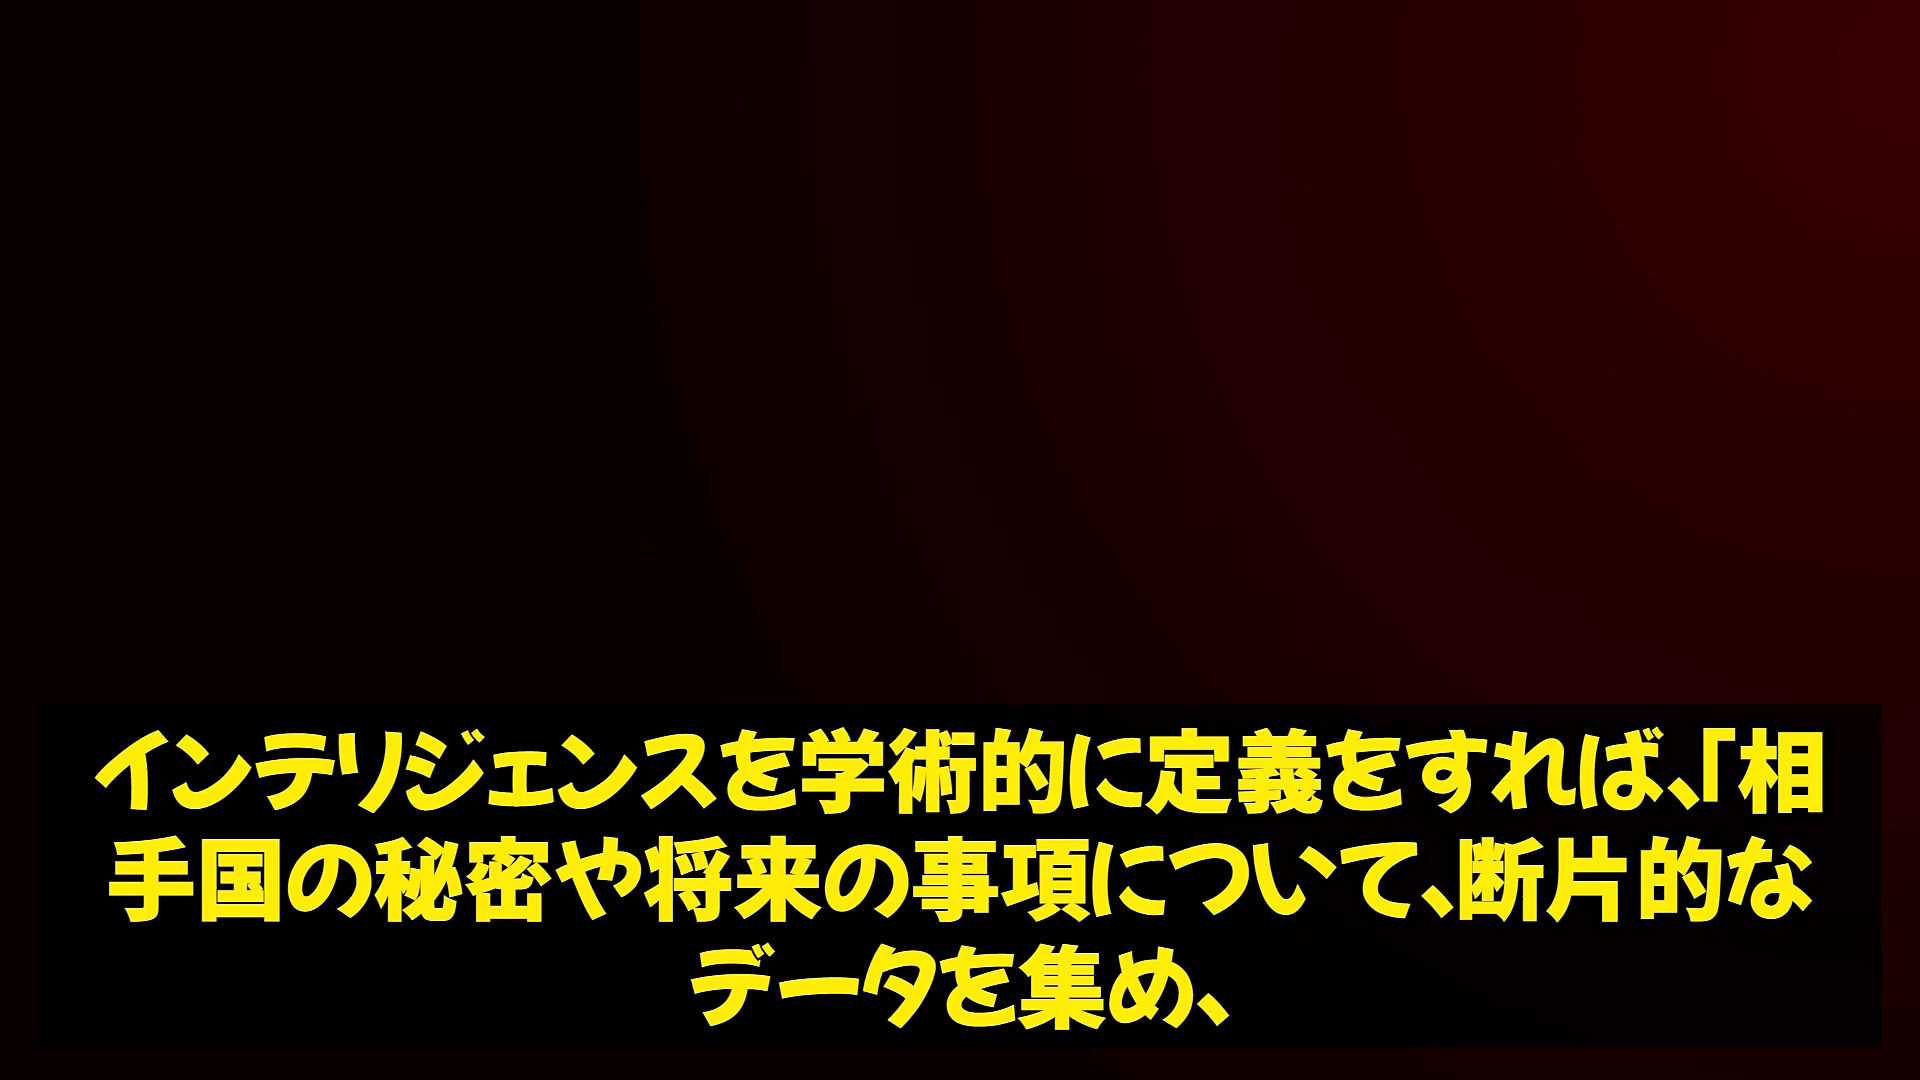 インテリジェンスを学術的に定義をすれば、「相
手国の秘密や将来の事項について、断片的な
データを集め、